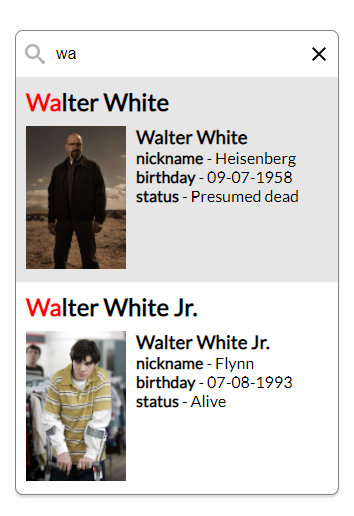 wa
Walter White
Walter White
nickname - Heisenberg
birthday - 09-07-1958
status - Presumed dead
Walter White Jr.
Walter White Jr.
nickname - Flynn
birthday - 07-08-1993
status - Alive